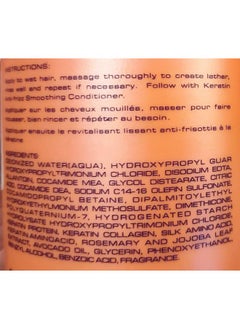 INSTRUCTIONS:
Apply to wet hair, massage thoroughly to create lather,
rinse well and repeat if necessary. Follow with Keratin
Anti-frizz Smoothing Conditioner.
Appliquer sur les cheveux mouillés, masser pour faire
mousser, bien rincer et répéter au besoin.
Appliquer ensuite le revitalisant lissant anti-frisottis à la
kératine
INGREDIENTS
DEIONIZED WATER(AQUA), HYDROXYPROPYL GUAR
HYDROXYPROPYLTRIMONIUM CHLORIDE, DISODIUM EDTA,
ALLANTOIN, COCAMIDE MEA, GLYCOL DISTEARATE, CITRIC
ACID, COCAMIDE DEA, SODIUM C14-16 OLEFIN SULFONATE,
COCAMIDOPROPYL BETAINE, DIPALMITOYLETHYL
HYDROXYETHYLMONIUM METHOSULFATE, DIMETHICONE,
POLYQUATERNIUM-7, HYDROGENATED STARCH
HYDROLYSATE HYDROXYPROPYLTRIMONIUM CHLORIDE,
KERATIN PROTEIN, KERATIN COLLAGEN, SILK AMINO ACID,
KERATIN AMINOACID, ROSEMARY AND JOJOBA LEAF
EXTRACT, AVOCADO OIL, GLYCERIN, PHENOXYETHANOL,
BENZYL ALCOHOL, BENZOIC ACID, FRAGRANCE.